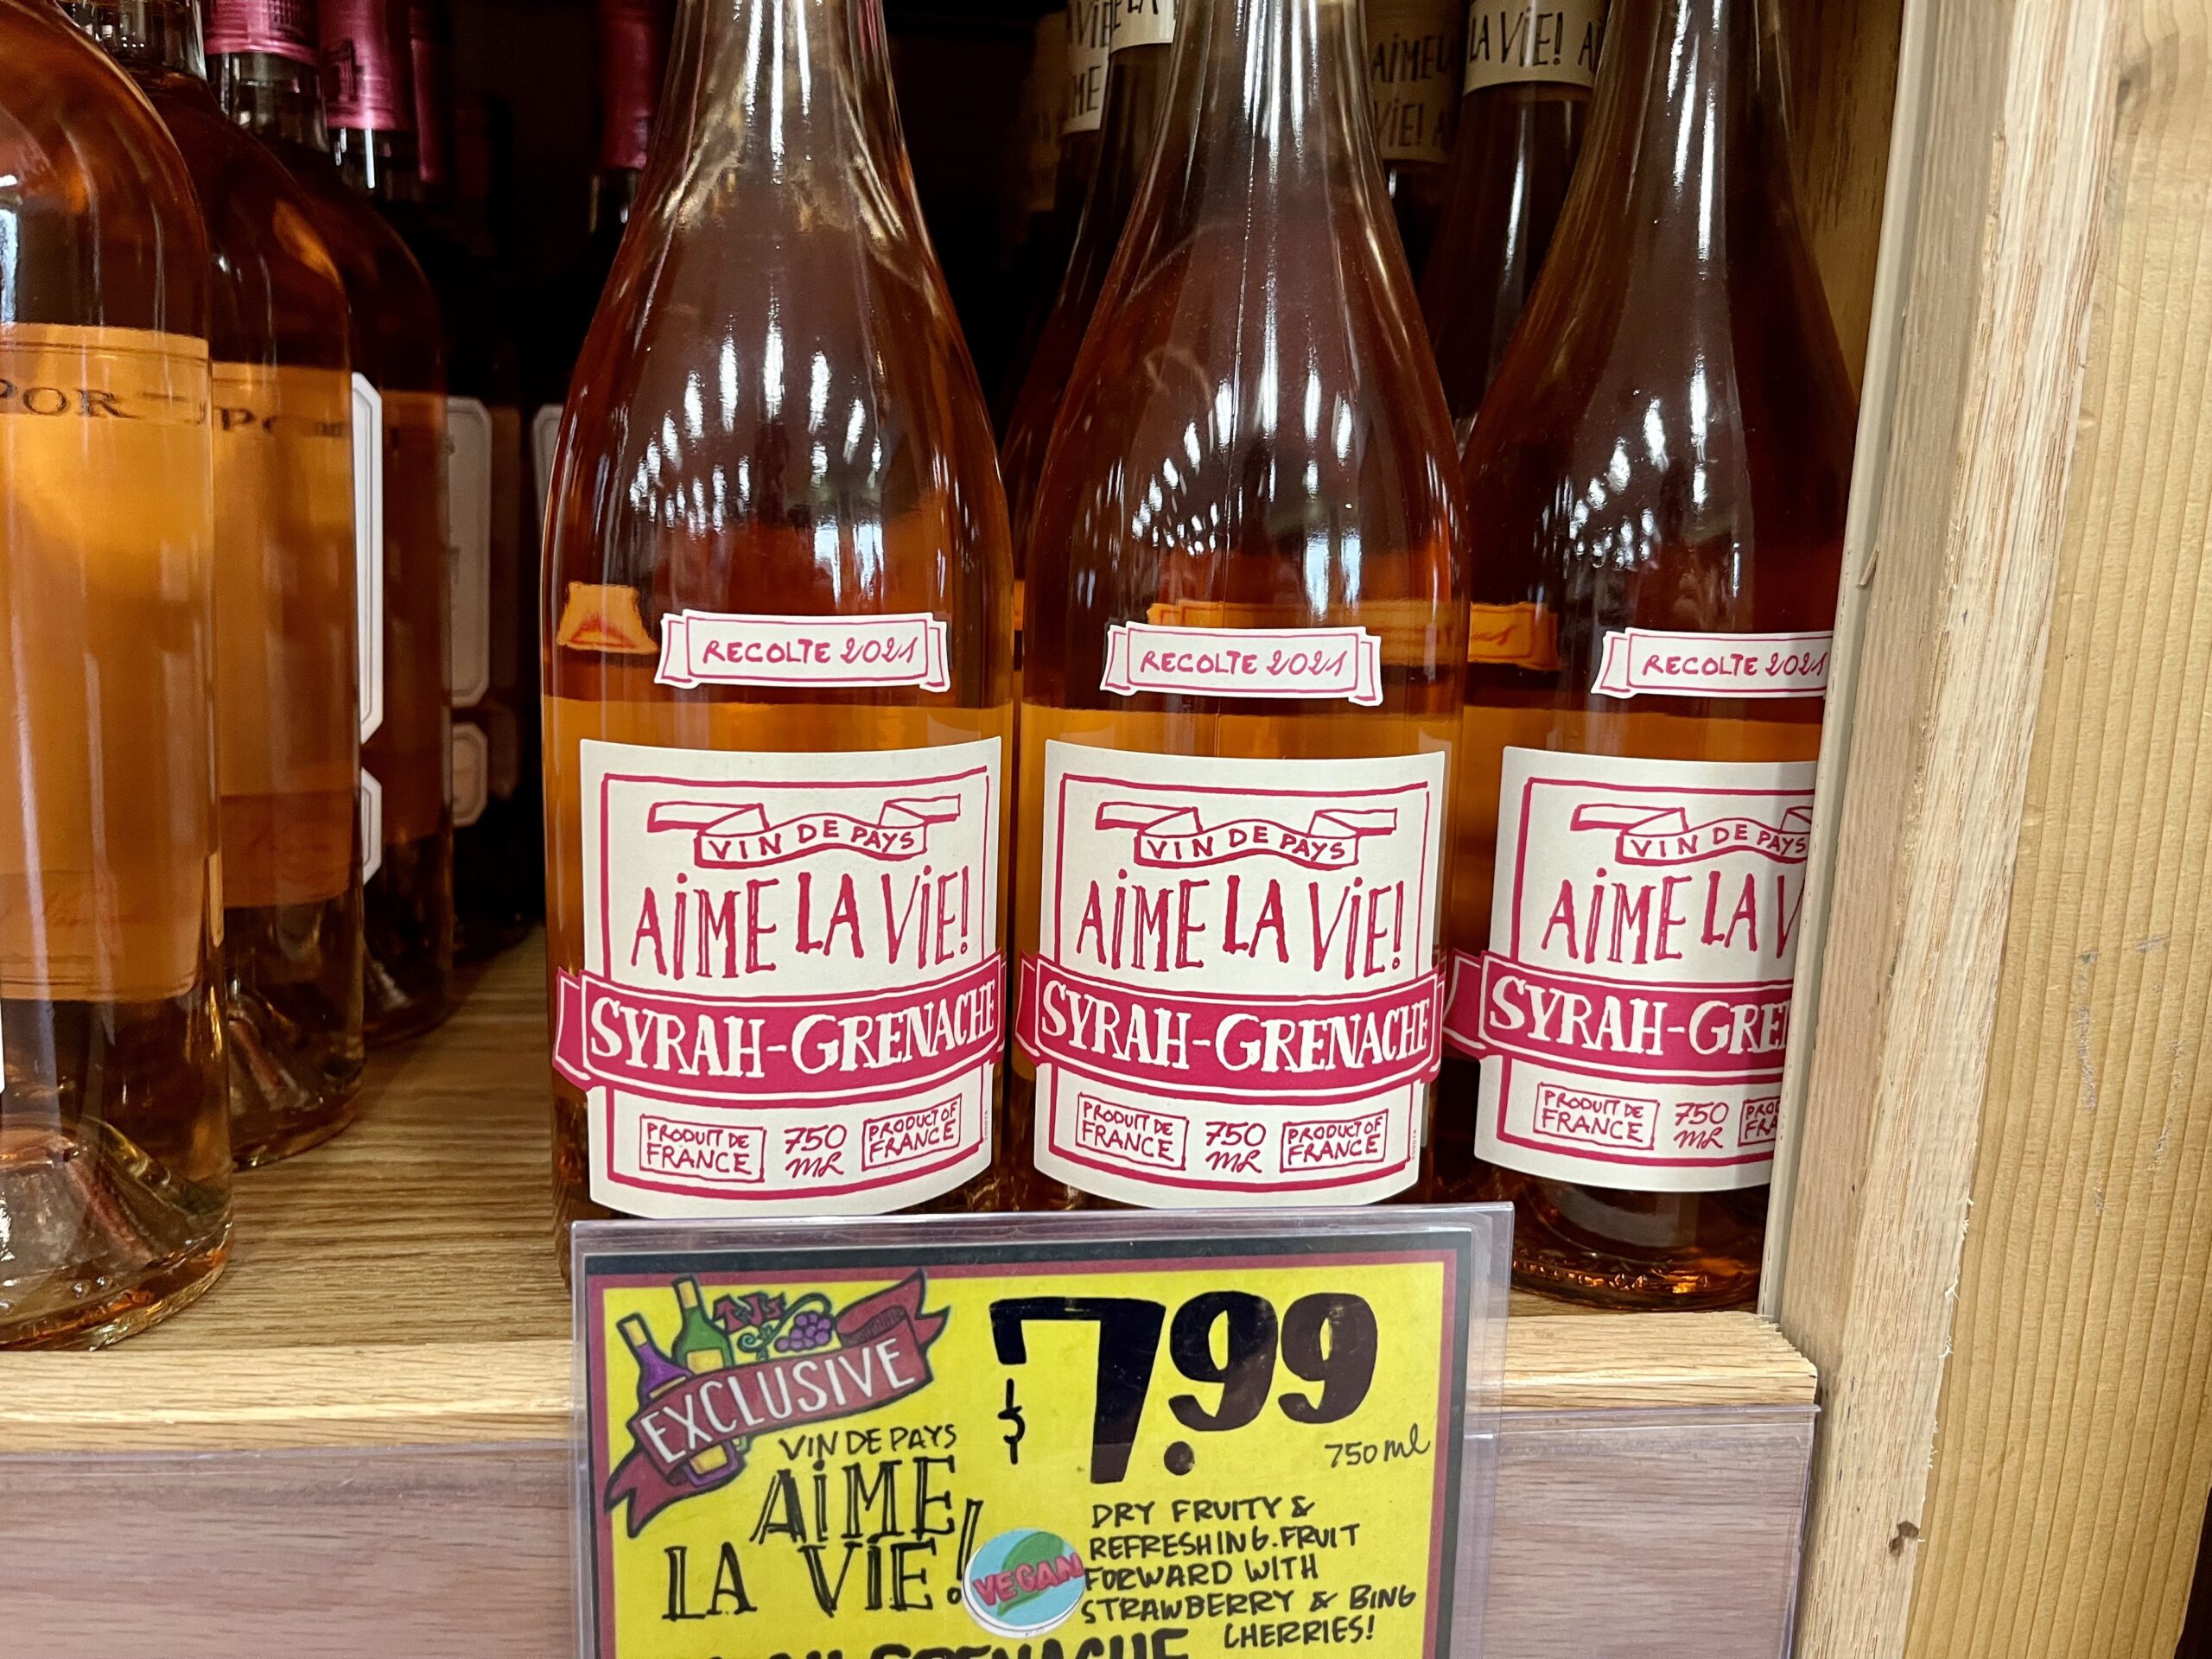 LA VIE!
RECOLTE 2021
VIN DE PAYS
AiME LA ViE!
SYRAH-GRENACHE
PRODUIT DE
FRANCE
750
ML
PRODUCT OF
FRANCE
RECOLTE 2021
VIN DE PAYS
AiME LA ViE!
SYRAH-GRENACHE
PRODUIT DE
FRANCE
750
ML
PRODUCT OF
FRANCE
RECOLTE 2021
VIN DE PAYS
AiME LA V
SYRAH-GREN
PRODUIT DE
FRANCE
750
ML
EXCLUSIVE
$7.99
750 ml
VIN DE PAYS
AiME
LA ViE!
VEGAN
DRY FRUITY &
REFRESHING. FRUIT
FORWARD WITH
STRAWBERRY & BING
CHERRIES!
GRENACHE